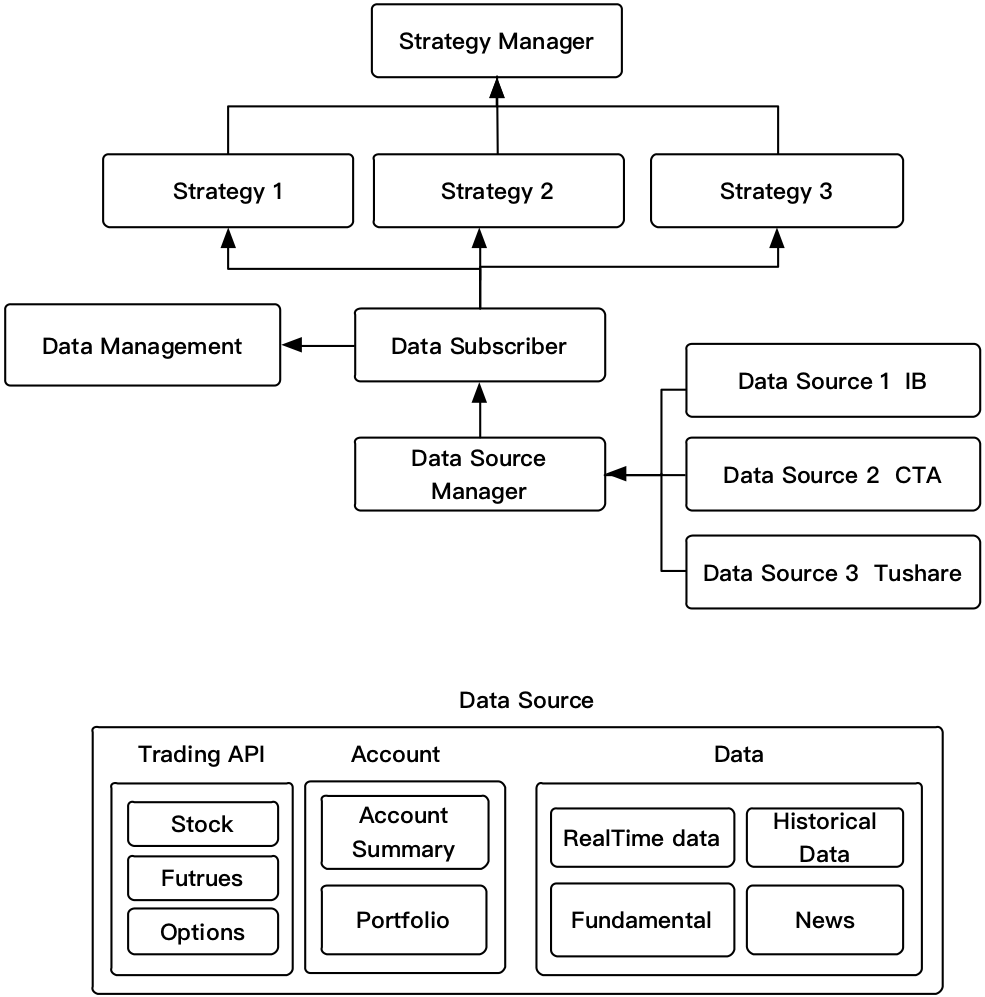 Strategy Manager
Strategy 1
Strategy 2
Strategy 3
Data Management
Data Subscriber
Data Source 1 IB
Data Source
Manager
Data Source 2 CTA
Data Source 3 Tushare
Data Source
Trading API
Account
Data
Stock
Futrues
Options
Account
Summary
Portfolio
RealTime data
Historical
Data
Fundamental
News